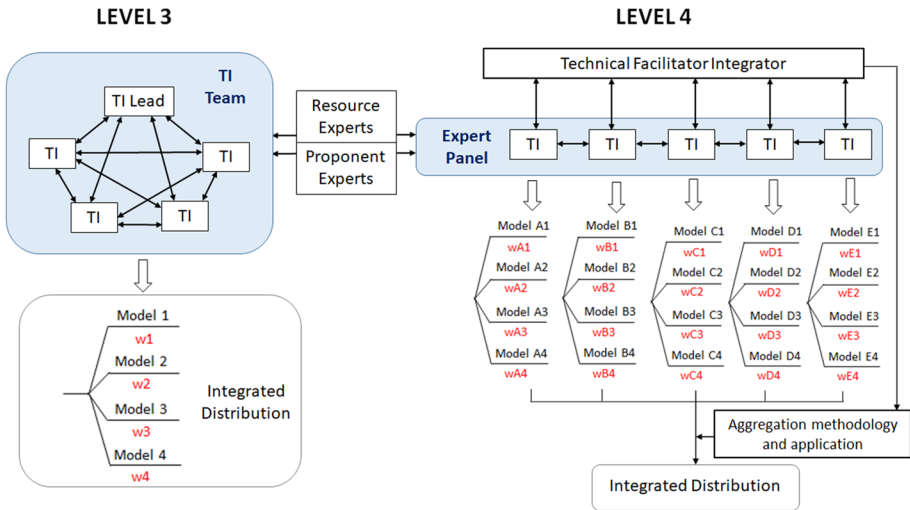 LEVEL 3
TI
Team
TI Lead
TI
TI
TI
TI
Model 1
w1
Model 2
w2
Model 3
w3
Model 4
w4
Integrated
Distribution
Resource
Experts
Proponent
Experts
LEVEL 4
Technical Facilitator Integrator
Expert
Panel
TI
TI
TI
TI
TI
Model A1
wA1
Model A2
wA2
Model A3
wA3
Model A4
wA4
Model B1
wB1
Model B2
wB2
Model B3
wB3
Model B4
wB4
Model C1
wC1
Model C2
wC2
Model C3
wC3
Model C4
wC4
Model D1
wD1
Model D2
wD2
Model D3
wD3
Model D4
wD4
Model E1
wE1
Model E2
wE2
Model E3
wE3
Model E4
wE4
Aggregation methodology
and application
Integrated Distribution